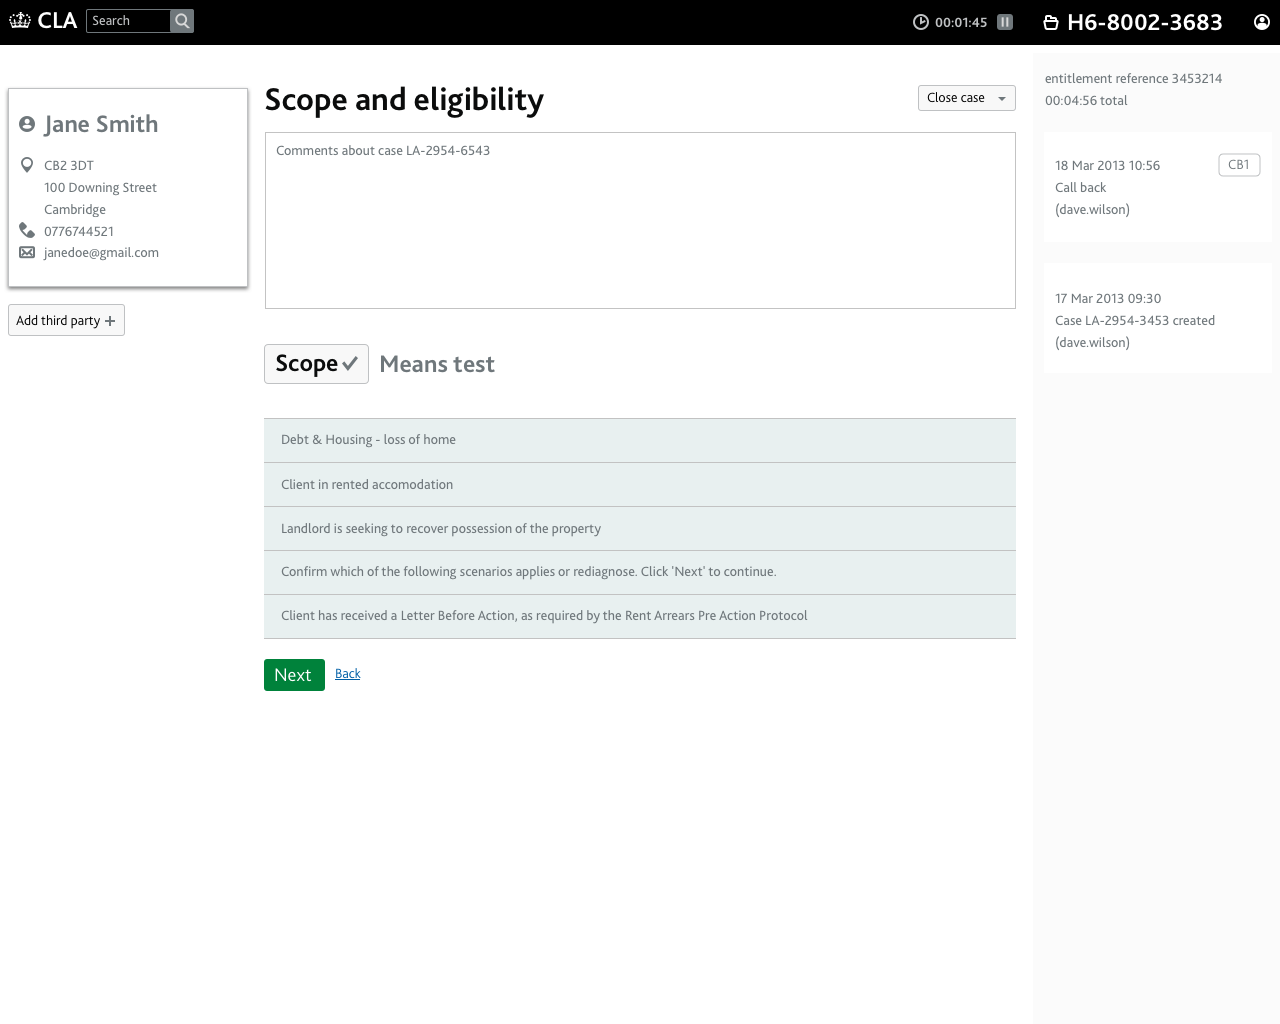 CLA
Search
00:01:45
H6-8002-3683
Jane Smith
CB2 3DT
100 Downing Street
Cambridge
0776744521
janedoe@gmail.com
Add third party
Scope and eligibility
Close case
Comments about case LA-2954-6543
Scope
Means test
Debt & Housing - loss of home
Client in rented accomodation
Landlord is seeking to recover possession of the property
Confirm which of the following scenarios applies or rediagnose. Click 'Next' to continue.
Client has received a Letter Before Action, as required by the Rent Arrears Pre Action Protocol
Next
Back
entitlement reference 3453214
00:04:56 total
18 Mar 2013 10:56
CB1
Call back
(dave.wilson)
17 Mar 2013 09:30
Case LA-2954-3453 created
(dave.wilson)